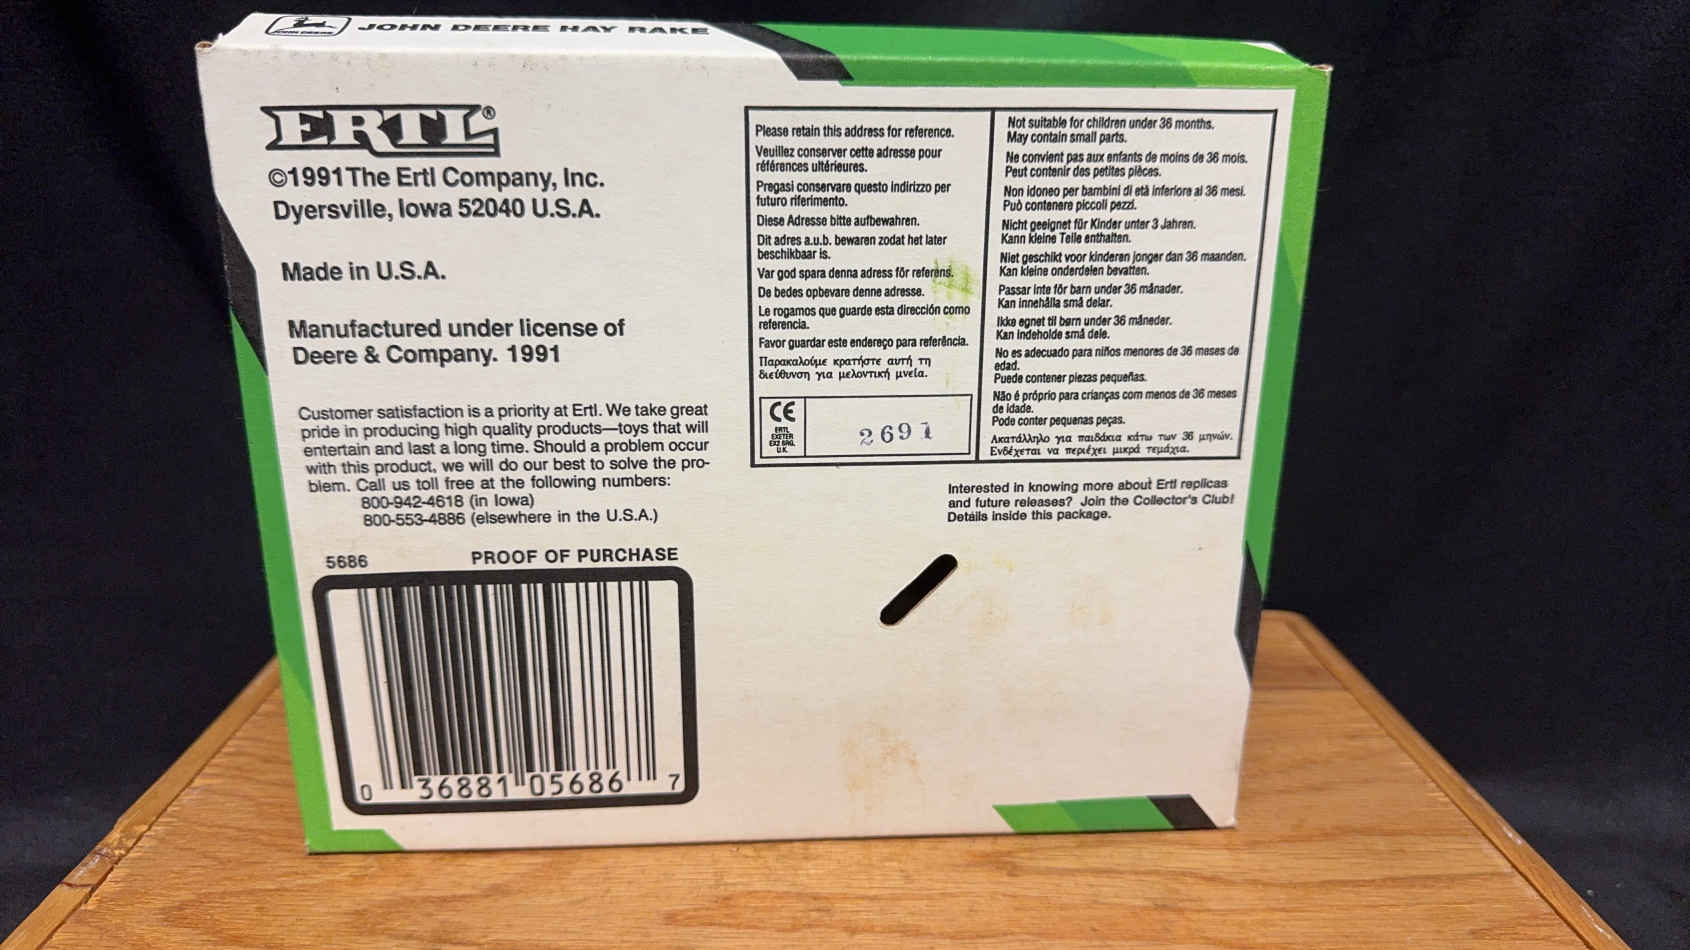 JOHN DEERE JOHN DEERE HAY RAKE
ERTL®
©1991 The Ertl Company, Inc.
Dyersville, Iowa 52040 U.S.A.
Made in U.S.A.
Manufactured under license of
Deere & Company. 1991
Customer satisfaction is a priority at Ertl. We take great
pride in producing high quality products—toys that will
entertain and last a long time. Should a problem occur
with this product, we will do our best to solve the pro-
blem. Call us toll free at the following numbers:
800-942-4618 (in Iowa)
800-553-4886 (elsewhere in the U.S.A.)
5686 PROOF OF PURCHASE
0 36881 05686 7
Please retain this address for reference.
Veuillez conserver cette adresse pour
références ultérieures.
Pregasi conservare questo indirizzo per
futuro riferimento.
Diese Adresse bitte aufbewahren.
Dit adres a.u.b. bewaren zodat het later
beschikbaar is.
Var god spara denna adress för referens.
De bedes opbevare denne adresse.
Le rogamos que guarde esta dirección como
referencia.
Favor guardar este endereço para referência.
Παρακαλούμε κρατήστε αυτή τη
διεύθυνση για μελοντική μνεία.
CE
ERTL
EXETER
EX2 8RG.
U.K.
2691
Not suitable for children under 36 months.
May contain small parts.
Ne convient pas aux enfants de moins de 36 mois.
Peut contenir des petites pièces.
Non idoneo per bambini di età inferiore ai 36 mesi.
Può contenere piccoli pezzi.
Nicht geeignet für Kinder unter 3 Jahren.
Kann kleine Teile enthalten.
Niet geschikt voor kinderen jonger dan 36 maanden.
Kan kleine onderdelen bevatten.
Passar inte för barn under 36 månader.
Kan innehålla små delar.
Ikke egnet til børn under 36 måneder.
Kan indeholde små dele.
No es adecuado para niños menores de 36 meses de
edad.
Puede contener piezas pequeñas.
Não é próprio para crianças com menos de 36 meses
de idade.
Pode conter pequenas peças.
Ακατάλληλο για παιδάκια κάτω των 36 μηνών.
Ενδέχεται να περιέχει μικρά τεμάχια.
Interested in knowing more about Ertl replicas
and future releases? Join the Collector's Club!
Details inside this package.